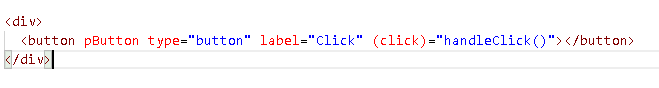 <div>
<button pButton type="button" label="Click" (click)="handleClick()"></button>
</div>